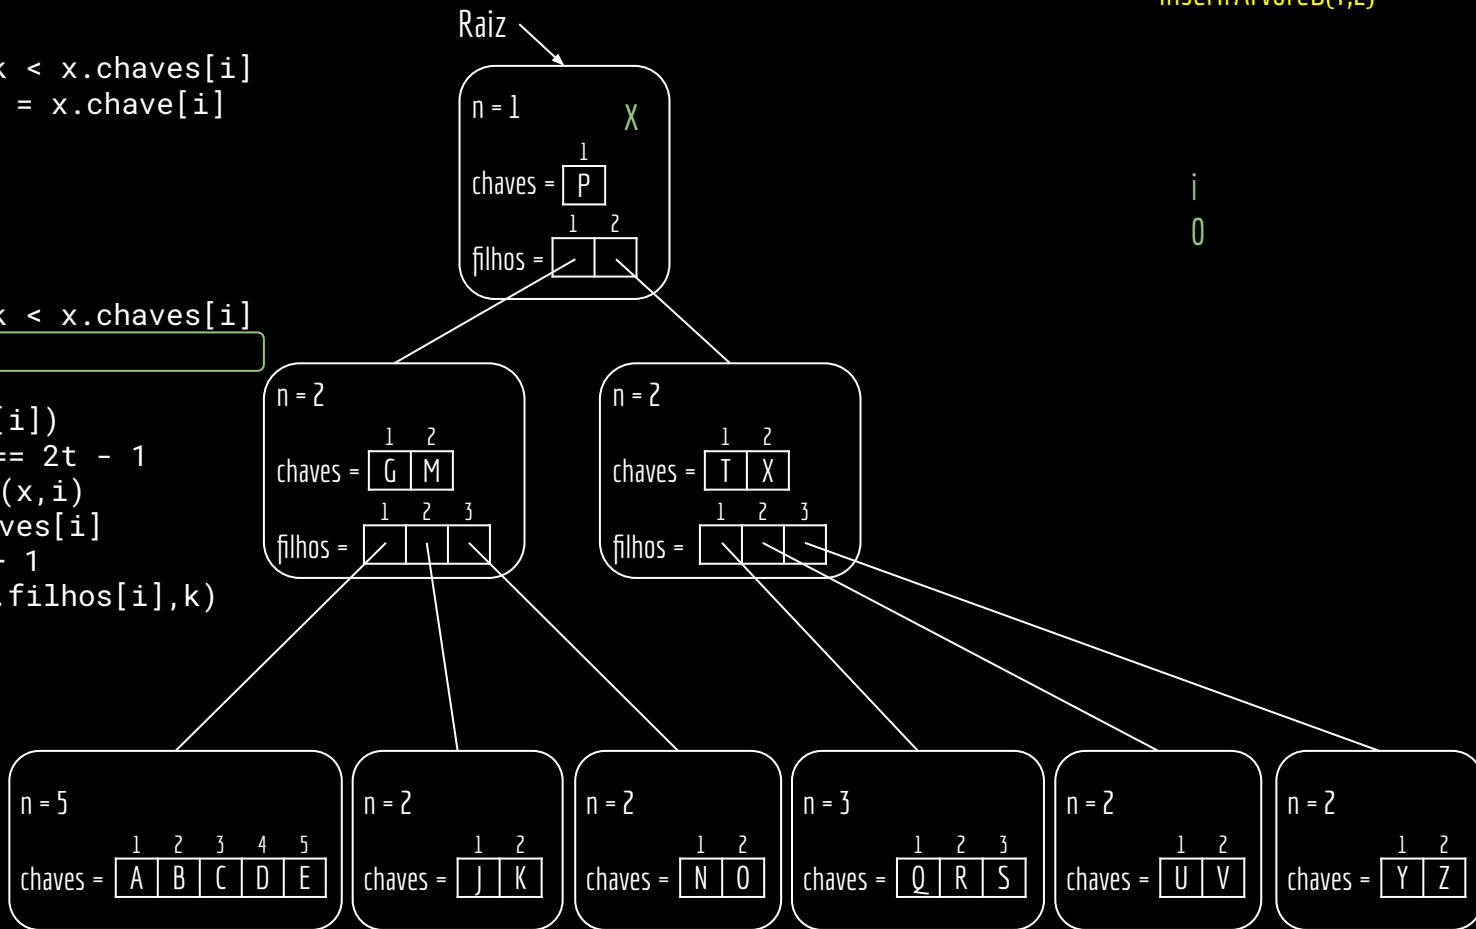 Raiz
k < x.chaves[i]
= x.chave[i]
n = 1
X
1
chaves = P
1 2
filhos =
i
0
k < x.chaves[i]
[i])
== 2t - 1
(x,i)
ves[i]
1
.filhos[i],k)
n = 2
1 2
chaves = G M
1 2 3
filhos =
n = 2
1 2
chaves = T X
1 2 3
filhos =
n = 5
1 2 3 4 5
chaves = A B C D E
n = 2
1 2
chaves = J K
n = 2
1 2
chaves = N O
n = 3
1 2 3
chaves = Q R S
n = 2
1 2
chaves = U V
n = 2
1 2
chaves = Y Z